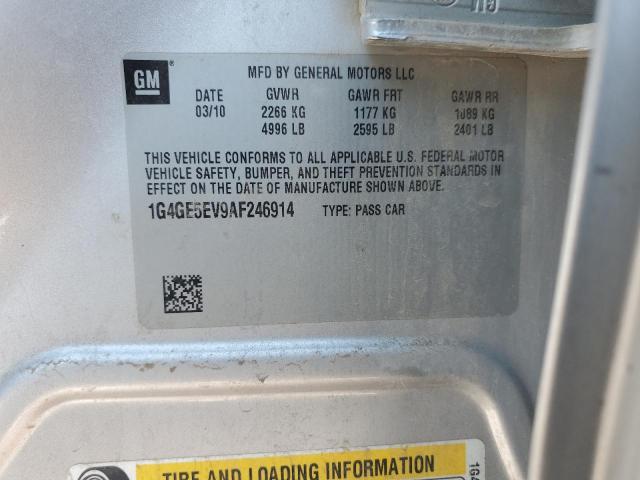 GM®
MFD BY GENERAL MOTORS LLC
DATE GVWR GAWR FRT GAWR RR
03/10 2266 KG 1177 KG 1089 KG
4996 LB 2595 LB 2401 LB
THIS VEHICLE CONFORMS TO ALL APPLICABLE U.S. FEDERAL MOTOR
VEHICLE SAFETY, BUMPER, AND THEFT PREVENTION STANDARDS IN
EFFECT ON THE DATE OF MANUFACTURE SHOWN ABOVE.
1G4GE5EV9AF246914 TYPE: PASS CAR
TIRE AND LOADING INFORMATION
1G4